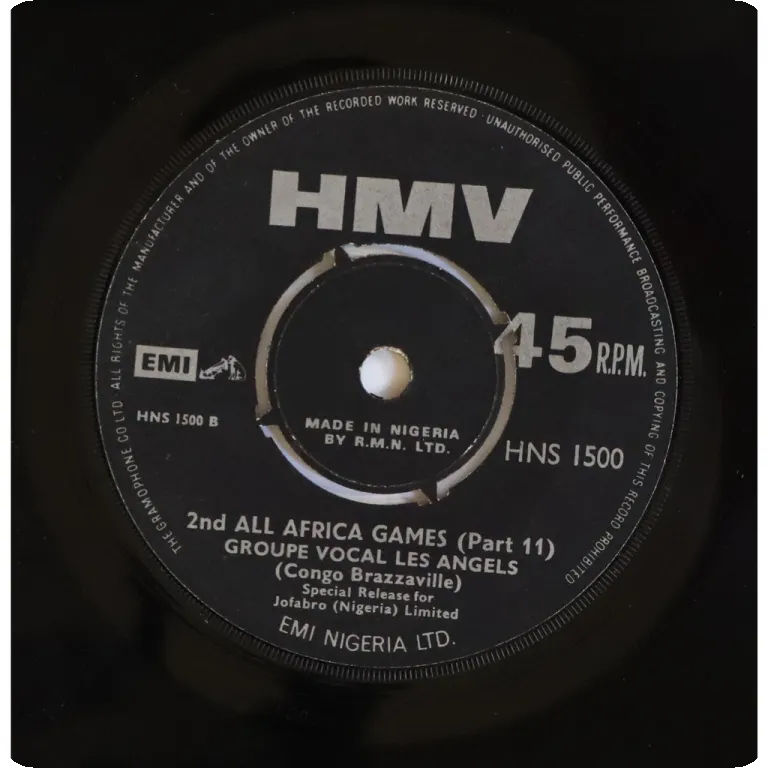 THE GRAMOPHONE CO LTD · ALL RIGHTS OF THE MANUFACTURER AND OF THE OWNER OF THE RECORDED WORK RESERVED · UNAUTHORISED PUBLIC PERFORMANCE BROADCASTING AND COPYING OF THIS RECORD PROHIBITED
HMV
45 R.P.M.
EMI
HNS 1500 B
MADE IN NIGERIA
BY R.M.N. LTD.
HNS 1500
2nd ALL AFRICA GAMES (Part 11)
GROUPE VOCAL LES ANGELS
(Congo Brazzaville)
Special Release for
Jofabro (Nigeria) Limited
EMI NIGERIA LTD.